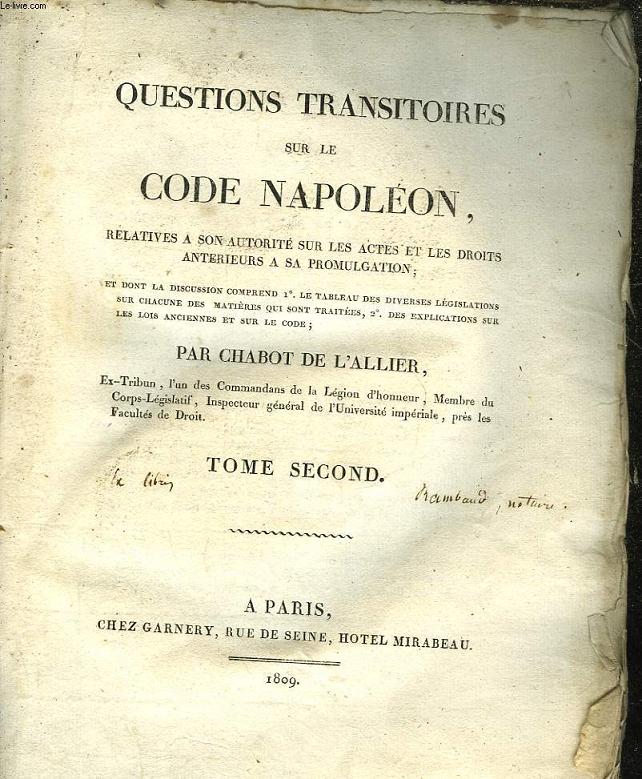 Le-livre.com
QUESTIONS TRANSITOIRES
SUR LE
CODE NAPOLÉON,
RELATIVES A SON AUTORITÉ SUR LES ACTES ET LES DROITS
ANTERIEURS A SA PROMULGATION;
ET DONT LA DISCUSSION COMPREND 1°. LE TABLEAU DES DIVERSES LÉGISLATIONS
SUR CHACUNE DES MATIÈRES QUI SONT TRAITÉES, 2°. DES EXPLICATIONS SUR
LES LOIS ANCIENNES ET SUR LE CODE;
PAR CHABOT DE L'ALLIER,
Ex-Tribun, l'un des Commandans de la Légion d'honneur, Membre du
Corps-Législatif, Inspecteur général de l'Université impériale, près les
Facultés de Droit.
TOME SECOND.
Ex libris Rambaud, notaire.
A PARIS,
CHEZ GARNERY, RUE DE SEINE, HOTEL MIRABEAU.
1809.